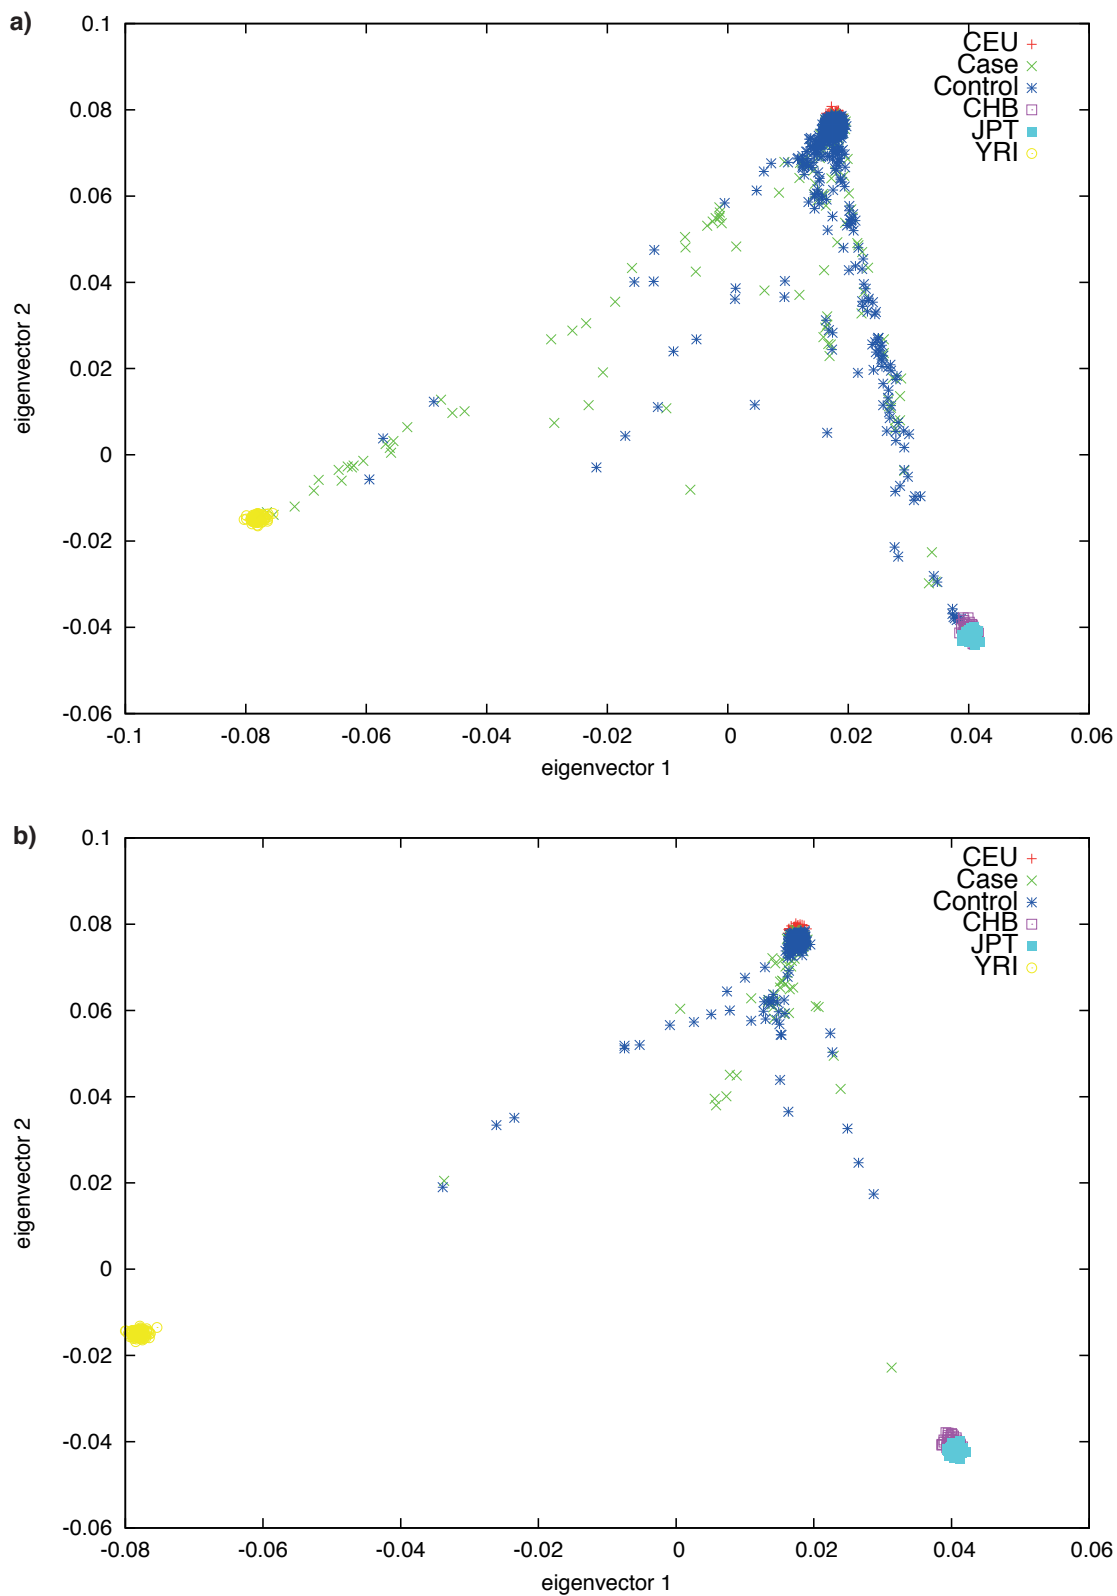 a)
0.1
0.08
0.06
0.04
0.02
0
-0.02
-0.04
-0.06
eigenvector 2
CEU
Case
Control
CHB
JPT
YRI
-0.1 -0.08 -0.06 -0.04 -0.02 0 0.02 0.04 0.06
eigenvector 1
b)
0.1
0.08
0.06
0.04
0.02
0
-0.02
-0.04
-0.06
eigenvector 2
CEU
Case
Control
CHB
JPT
YRI
-0.08 -0.06 -0.04 -0.02 0 0.02 0.04 0.06
eigenvector 1